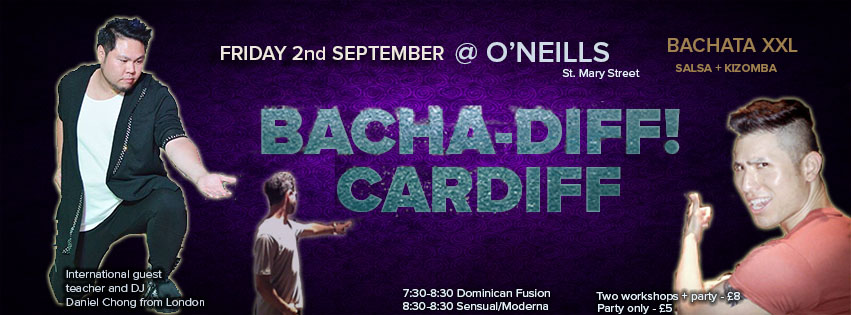 FRIDAY 2nd SEPTEMBER @ O'NEILLS
St. Mary Street
BACHATA XXL
SALSA + KIZOMBA
BACHA-DIFF!
CARDIFF
International guest
teacher and DJ
Daniel Chong from London
7:30-8:30 Dominican Fusion
8:30-8:30 Sensual/Moderna
Two workshops + party - £8
Party only - £5